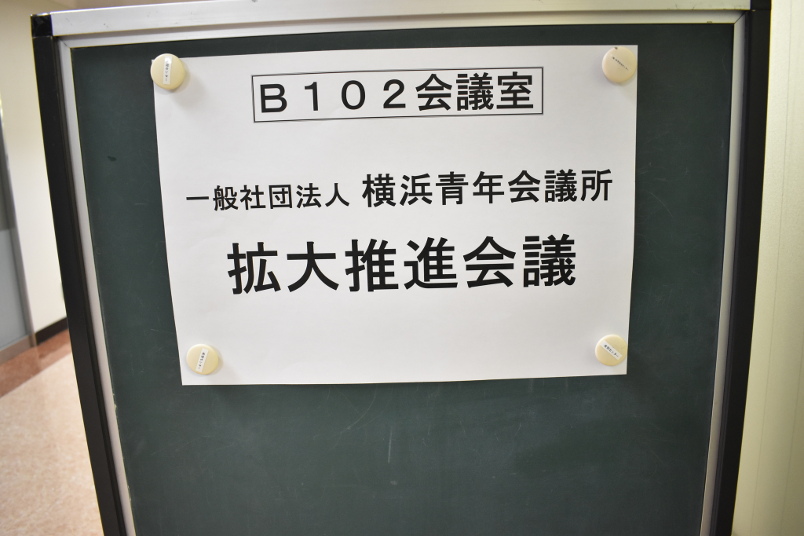 B102会議室
一般社団法人 横浜青年会議所
拡大推進会議